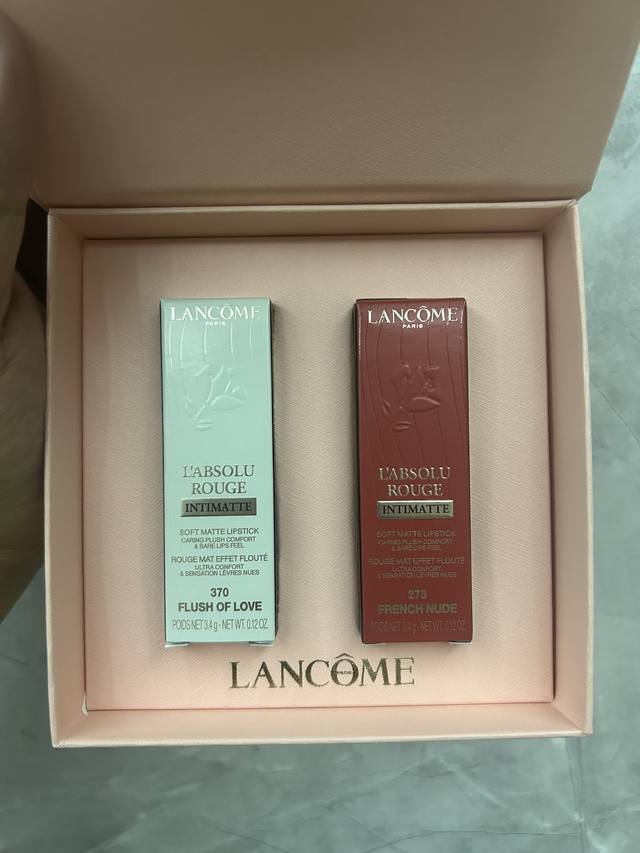 LANCÔME
PARIS
L'ABSOLU
ROUGE
INTIMATTE
SOFT MATTE LIPSTICK
CARING PLUSH COMFORT
& BARE LIPS FEEL
ROUGE MAT EFFET FLOUTÉ
ULTRA CONFORT
& SENSATION LÈVRES NUES
370
FLUSH OF LOVE
POIDS NET 3.4 g - NET WT. 0.12 OZ.
LANCÔME
PARIS
L'ABSOLU
ROUGE
INTIMATTE
SOFT MATTE LIPSTICK
CARING PLUSH COMFORT
& BARE LIPS FEEL
ROUGE MAT EFFET FLOUTÉ
ULTRA CONFORT
& SENSATION LÈVRES NUES
273
FRENCH NUDE
POIDS NET 3.4 g - NET WT. 0.12 OZ.
LANCÔME
PARIS